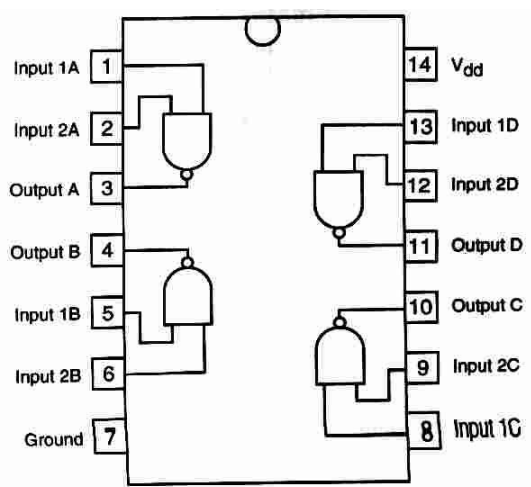 Input 1A 1
Input 2A 2
Output A 3
Output B 4
Input 1B 5
Input 2B 6
Ground 7
14 Vdd
13 Input 1D
12 Input 2D
11 Output D
10 Output C
9 Input 2C
8 Input 1C